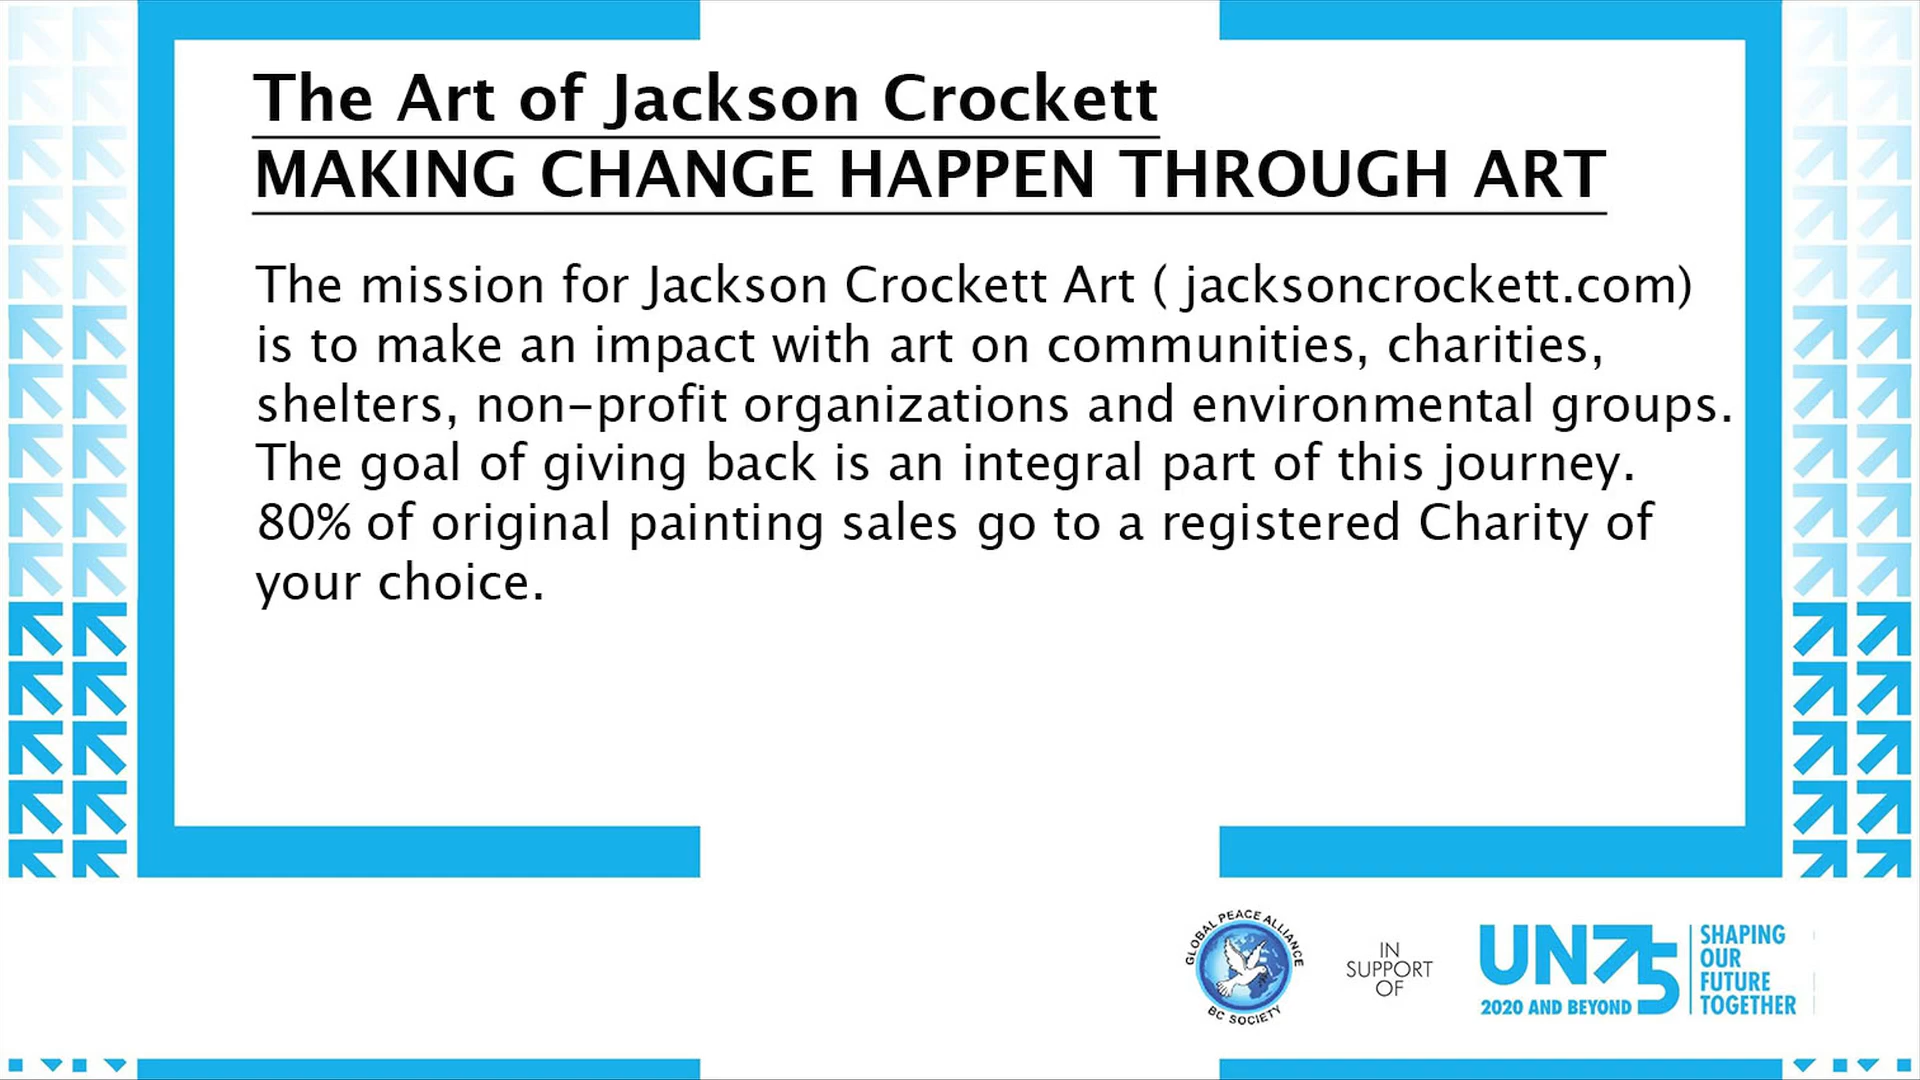 The Art of Jackson Crockett
MAKING CHANGE HAPPEN THROUGH ART
The mission for Jackson Crockett Art ( jacksoncrockett.com)
is to make an impact with art on communities, charities,
shelters, non-profit organizations and environmental groups.
The goal of giving back is an integral part of this journey.
80% of original painting sales go to a registered Charity of
your choice.
GLOBAL PEACE ALLIANCE
BC SOCIETY
IN
SUPPORT
OF
UN75
2020 AND BEYOND
SHAPING
OUR
FUTURE
TOGETHER